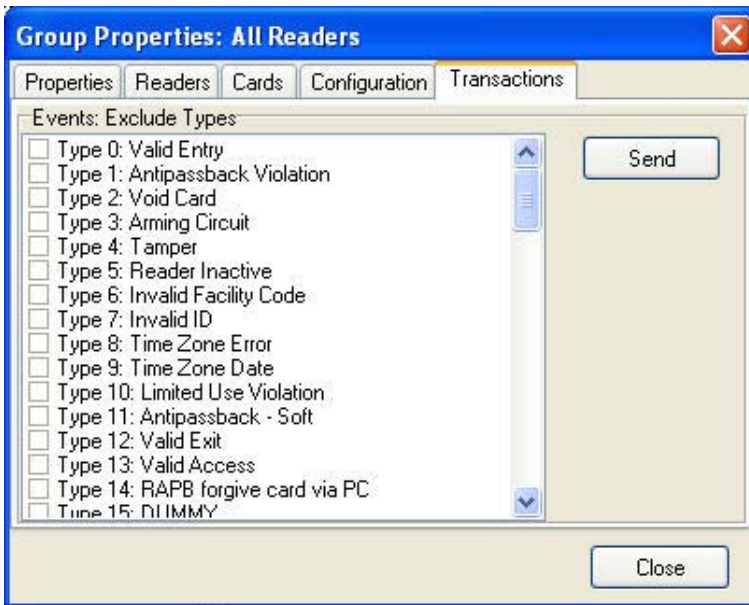 Group Properties: All Readers
Properties Readers Cards Configuration Transactions
Events: Exclude Types
Type 0: Valid Entry
Send
Type 1: Antipassback Violation
Type 2: Void Card
Type 3: Arming Circuit
Type 4: Tamper
Type 5: Reader Inactive
Type 6: Invalid Facility Code
Type 7: Invalid ID
Type 8: Time Zone Error
Type 9: Time Zone Date
Type 10: Limited Use Violation
Type 11: Antipassback - Soft
Type 12: Valid Exit
Type 13: Valid Access
Type 14: RAPB forgive card via PC
Type 15: DUMMY
Close